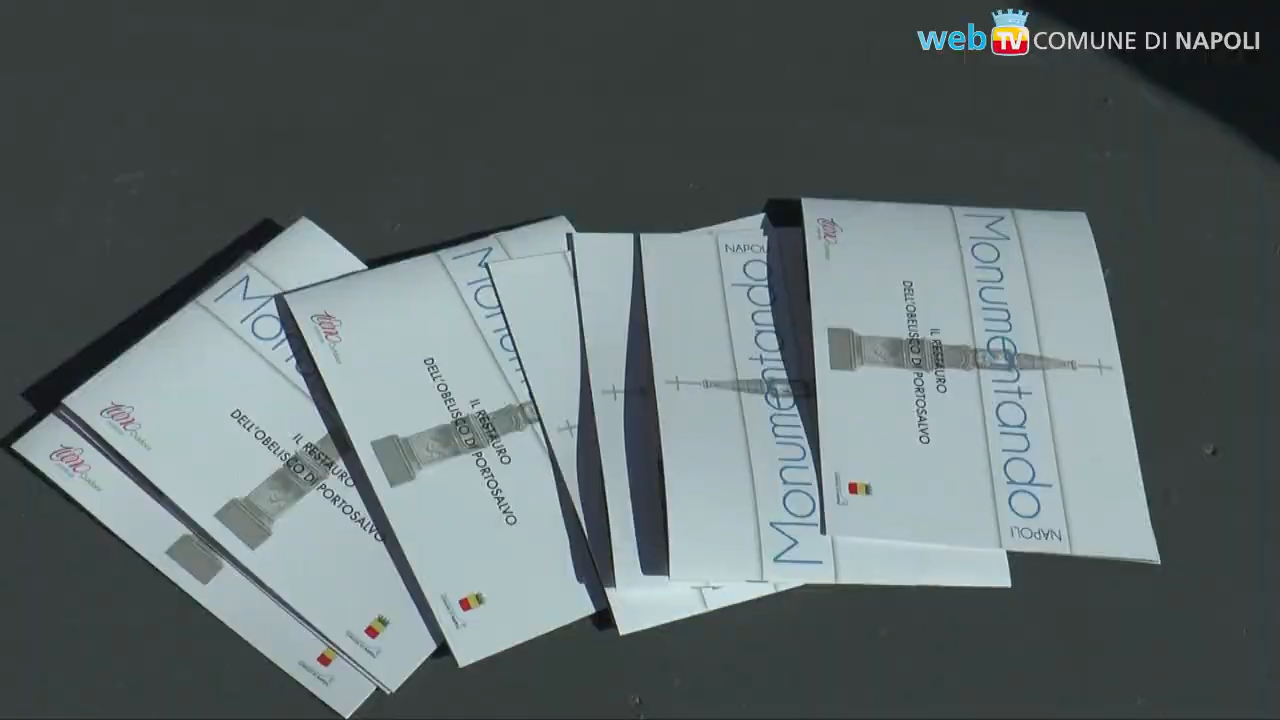 web TV COMUNE DI NAPOLI
Monumentando
NAPOLI
IL RESTAURO
DELL'OBELISCO DI PORTOSALVO
NAPOLI
Monumentando
IL RESTAURO
DELL'OBELISCO DI PORTOSALVO
IL RESTAURO
DELL'OBELISCO DI PORTOSALVO